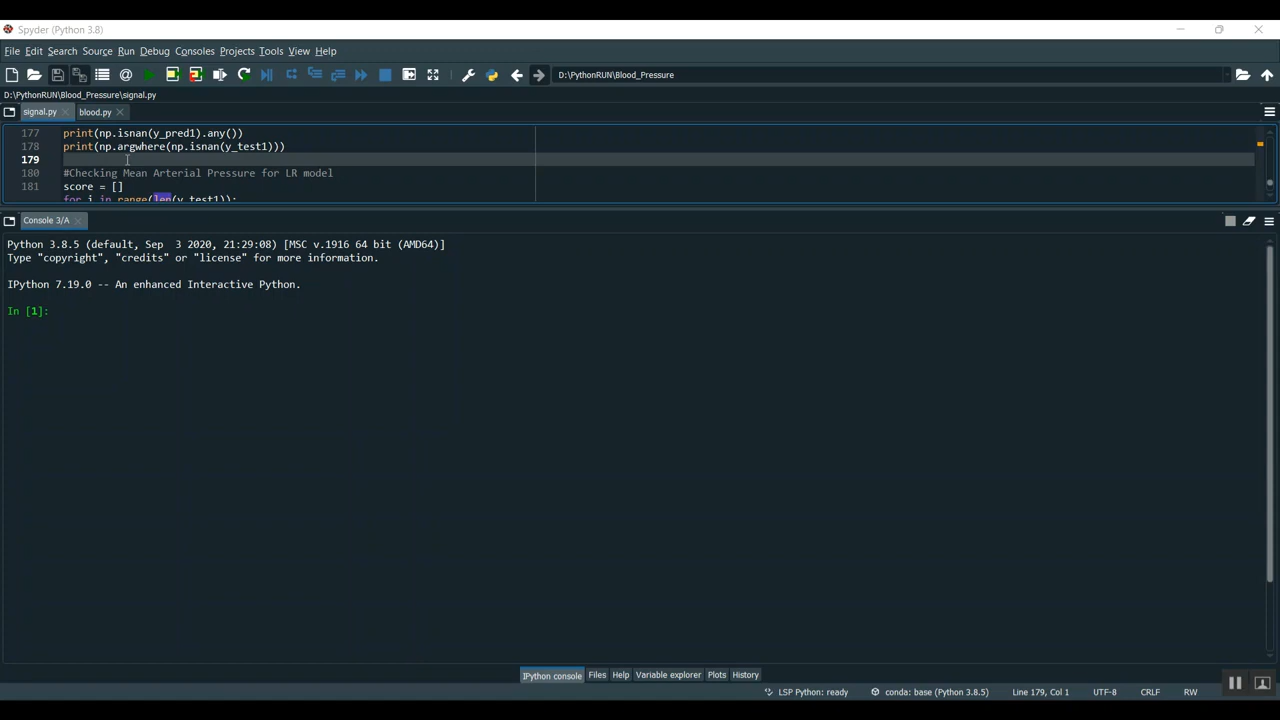 Spyder (Python 3.8)
File Edit Search Source Run Debug Consoles Projects Tools View Help
D:\PythonRUN\Blood_Pressure
D:\PythonRUN\Blood_Pressure\signal.py
signal.py blood.py
177 print(np.isnan(y_pred1).any())
178 print(np.argwhere(np.isnan(y_test1)))
179
180 #Checking Mean Arterial Pressure for LR model
181 score = []
for i in range(len(y_test1)):
Console 3/A
Python 3.8.5 (default, Sep  3 2020, 21:29:08) [MSC v.1916 64 bit (AMD64)]
Type "copyright", "credits" or "license" for more information.
IPython 7.19.0 -- An enhanced Interactive Python.
In [1]:
IPython console Files Help Variable explorer Plots History
LSP Python: ready conda: base (Python 3.8.5) Line 179, Col 1 UTF-8 CRLF RW